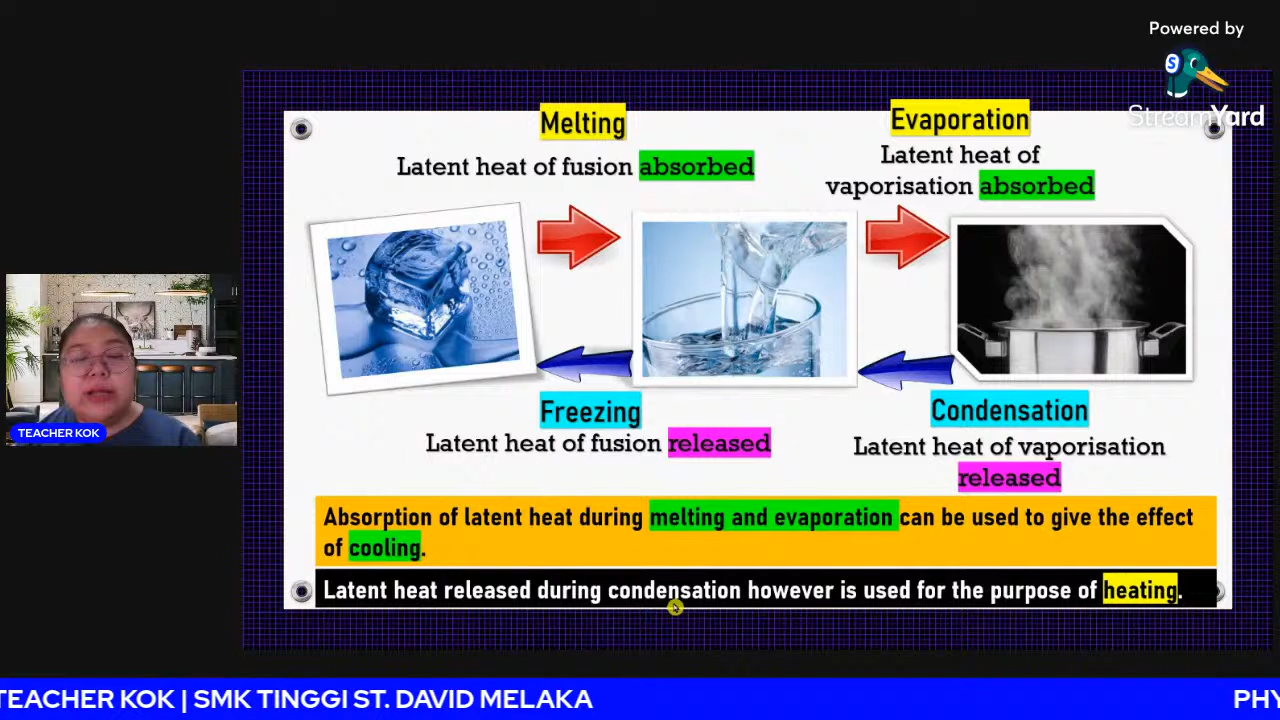 Powered by
S
StreamYard
Melting
Latent heat of fusion absorbed
Evaporation
Latent heat of
vaporisation absorbed
Freezing
Latent heat of fusion released
Condensation
Latent heat of vaporisation
released
Absorption of latent heat during melting and evaporation can be used to give the effect
of cooling.
Latent heat released during condensation however is used for the purpose of heating.
TEACHER KOK
TEACHER KOK | SMK TINGGI ST. DAVID MELAKA
PHY